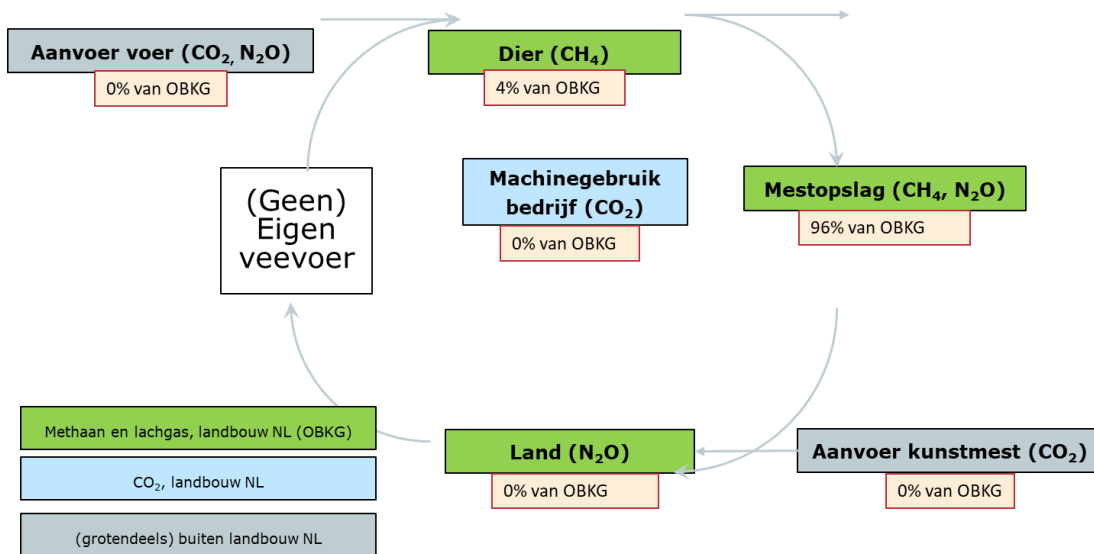 Aanvoer voer (CO₂, N₂O)
0% van OBKG
Dier (CH₄)
4% van OBKG
(Geen)
Eigen
veevoer
Machinegebruik
bedrijf (CO₂)
0% van OBKG
Mestopslag (CH₄, N₂O)
96% van OBKG
Methaan en lachgas, landbouw NL (OBKG)
CO₂, landbouw NL
(grotendeels) buiten landbouw NL
Land (N₂O)
0% van OBKG
Aanvoer kunstmest (CO₂)
0% van OBKG